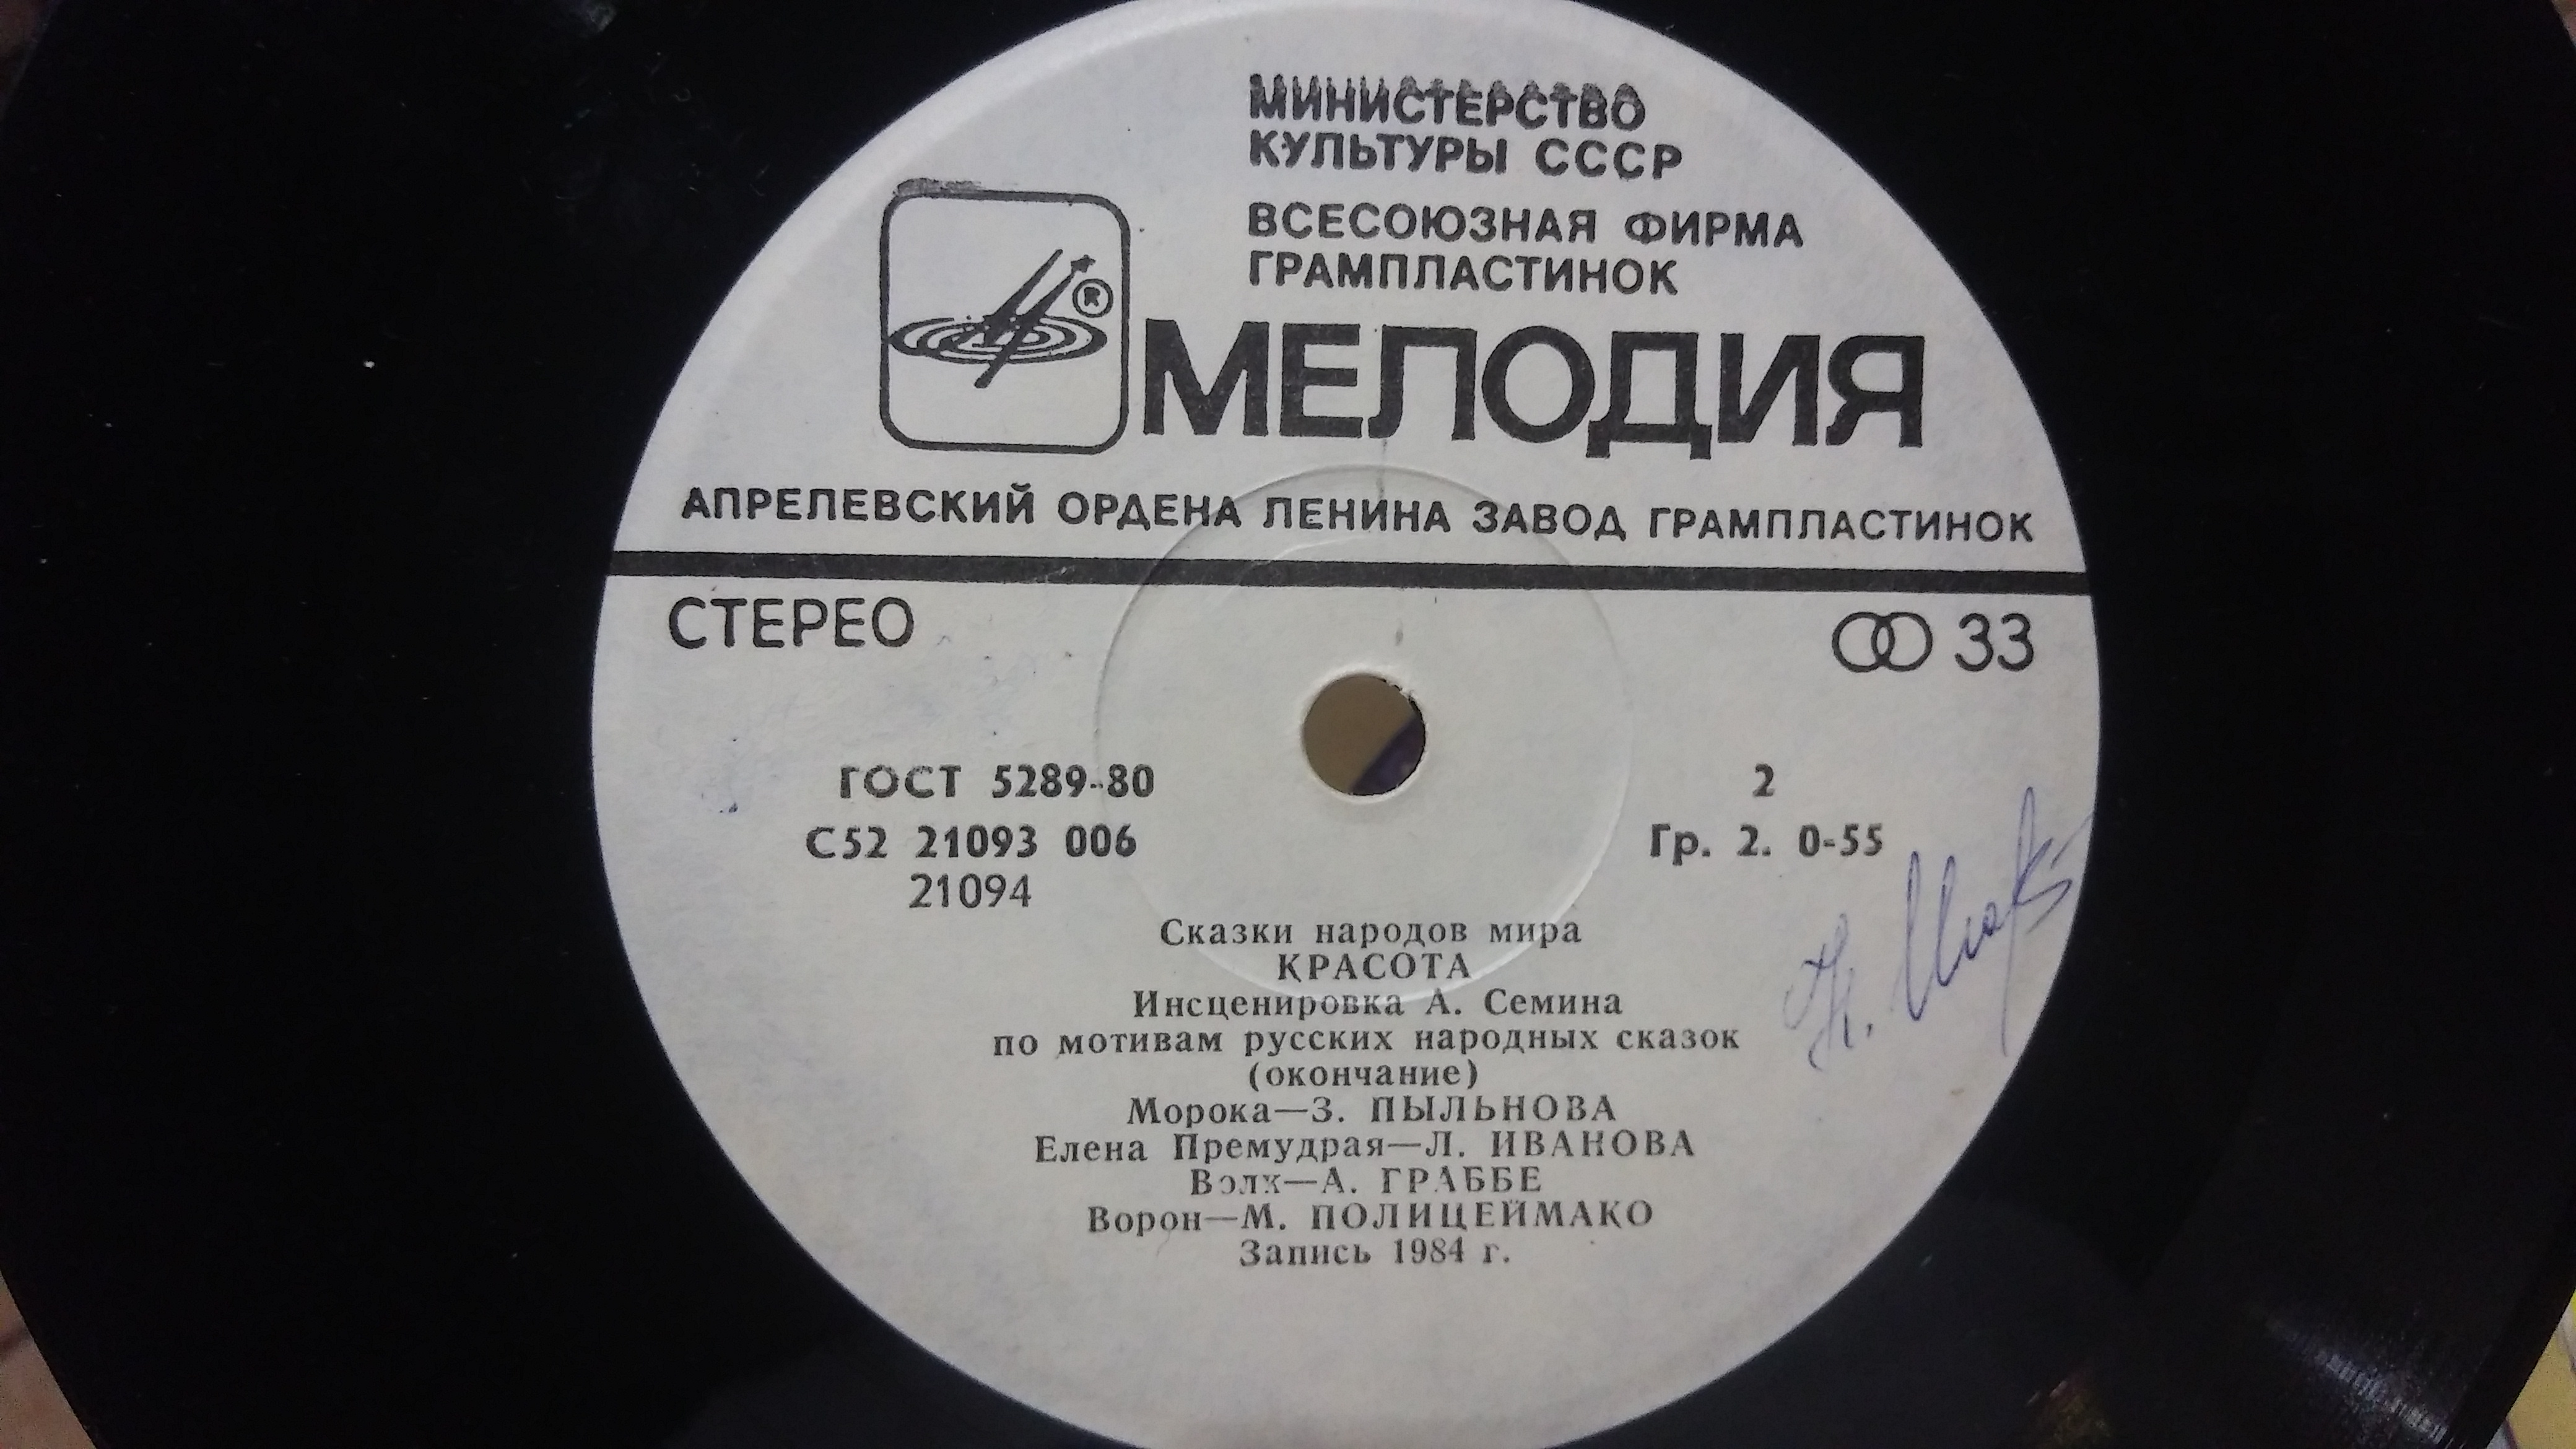 МИНИСТЕРСТВО
КУЛЬТУРЫ СССР
ВСЕСОЮЗНАЯ ФИРМА
ГРАМПЛАСТИНОК
®
МЕЛОДИЯ
АПРЕЛЕВСКИЙ ОРДЕНА ЛЕНИНА ЗАВОД ГРАМПЛАСТИНОК
СТЕРЕО
33
ГОСТ 5289-80
2
С52 21093 006
Гр. 2. 0-55
21094
Сказки народов мира
КРАСОТА
Инсценировка А. Семина
по мотивам русских народных сказок
(окончание)
Морока—З. ПЫЛЬНОВА
Елена Премудрая—Л. ИВАНОВА
Волк—А. ГРАББЕ
Ворон—М. ПОЛИЦЕЙМАКО
Запись 1984 г.